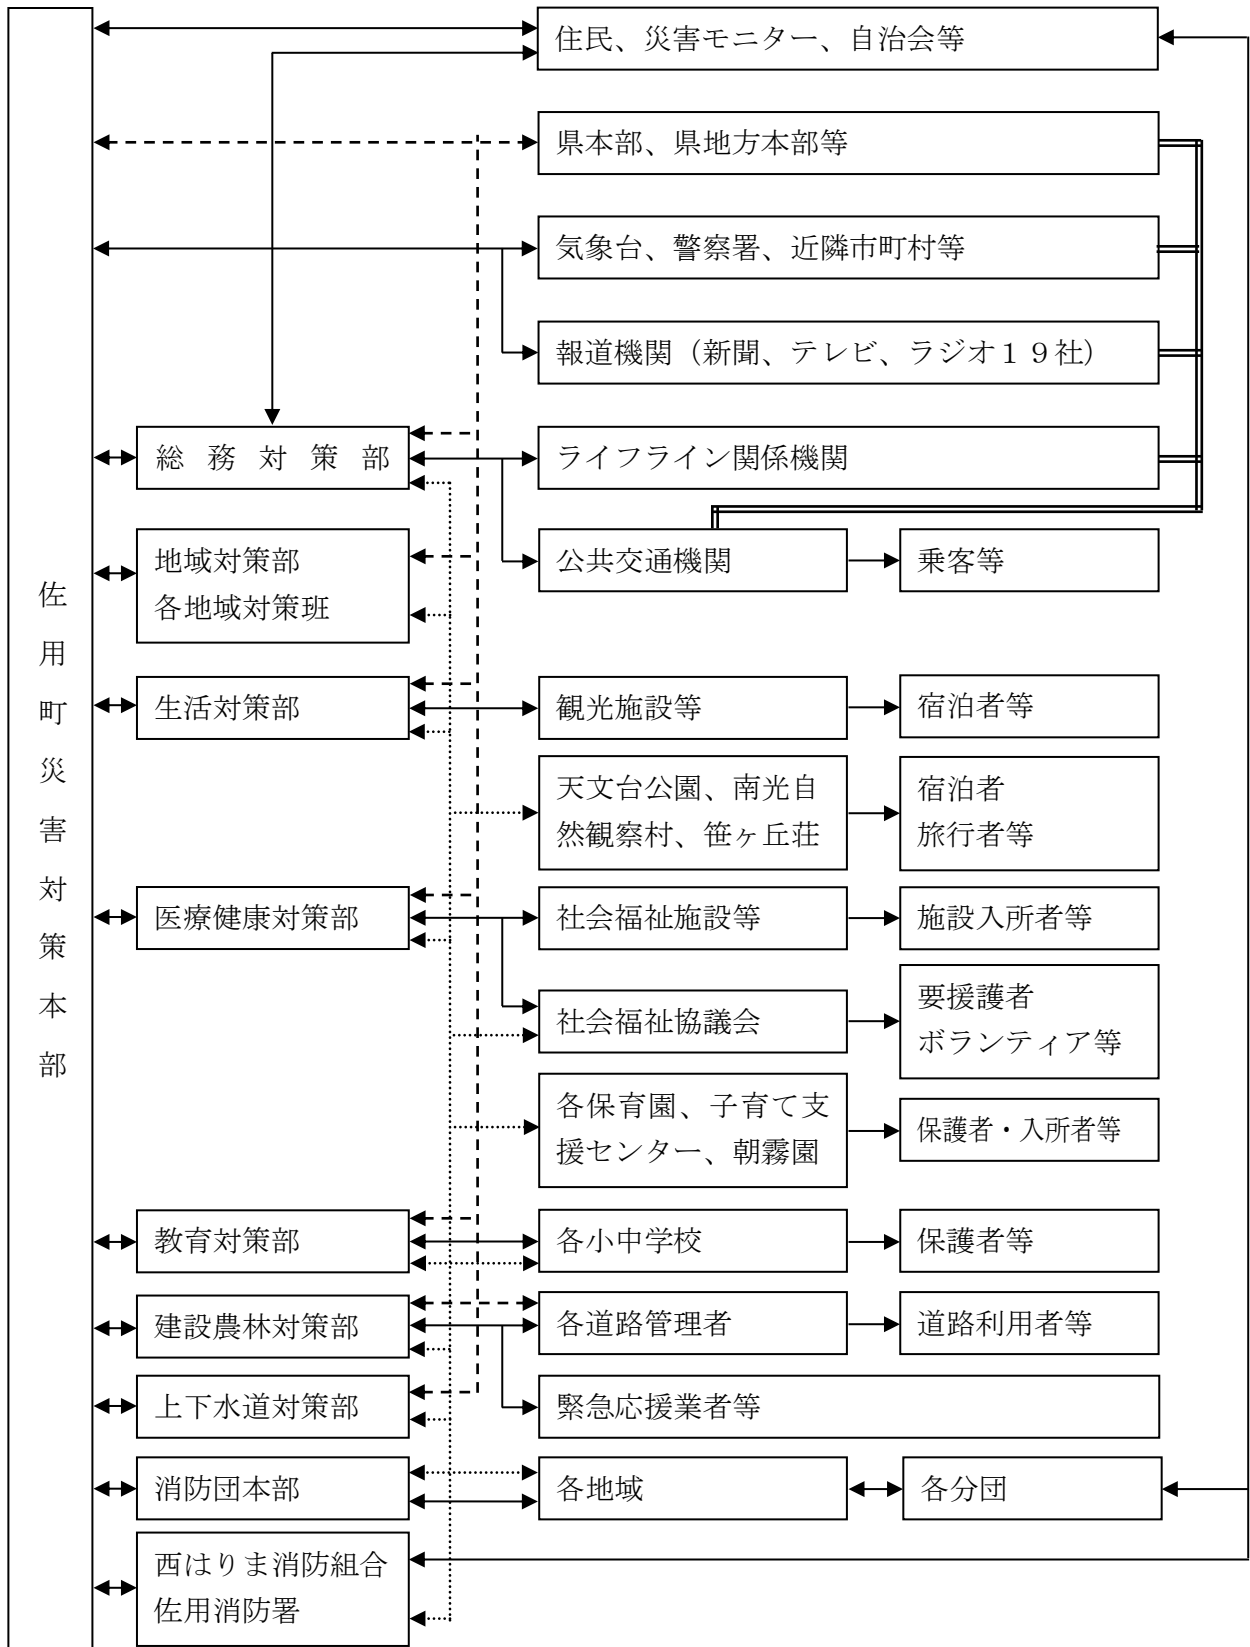 佐用町災害対策本部
住民、災害モニター、自治会等
県本部、県地方本部等
気象台、警察署、近隣市町村等
報道機関（新聞、テレビ、ラジオ１９社）
総務対策部
ライフライン関係機関
地域対策部
各地域対策班
公共交通機関
乗客等
生活対策部
観光施設等
宿泊者等
天文台公園、南光自
然観察村、笹ヶ丘荘
宿泊者
旅行者等
医療健康対策部
社会福祉施設等
施設入所者等
社会福祉協議会
要援護者
ボランティア等
各保育園、子育て支
援センター、朝霧園
保護者・入所者等
教育対策部
各小中学校
保護者等
建設農林対策部
各道路管理者
道路利用者等
上下水道対策部
緊急応援業者等
消防団本部
各地域
各分団
西はりま消防組合
佐用消防署